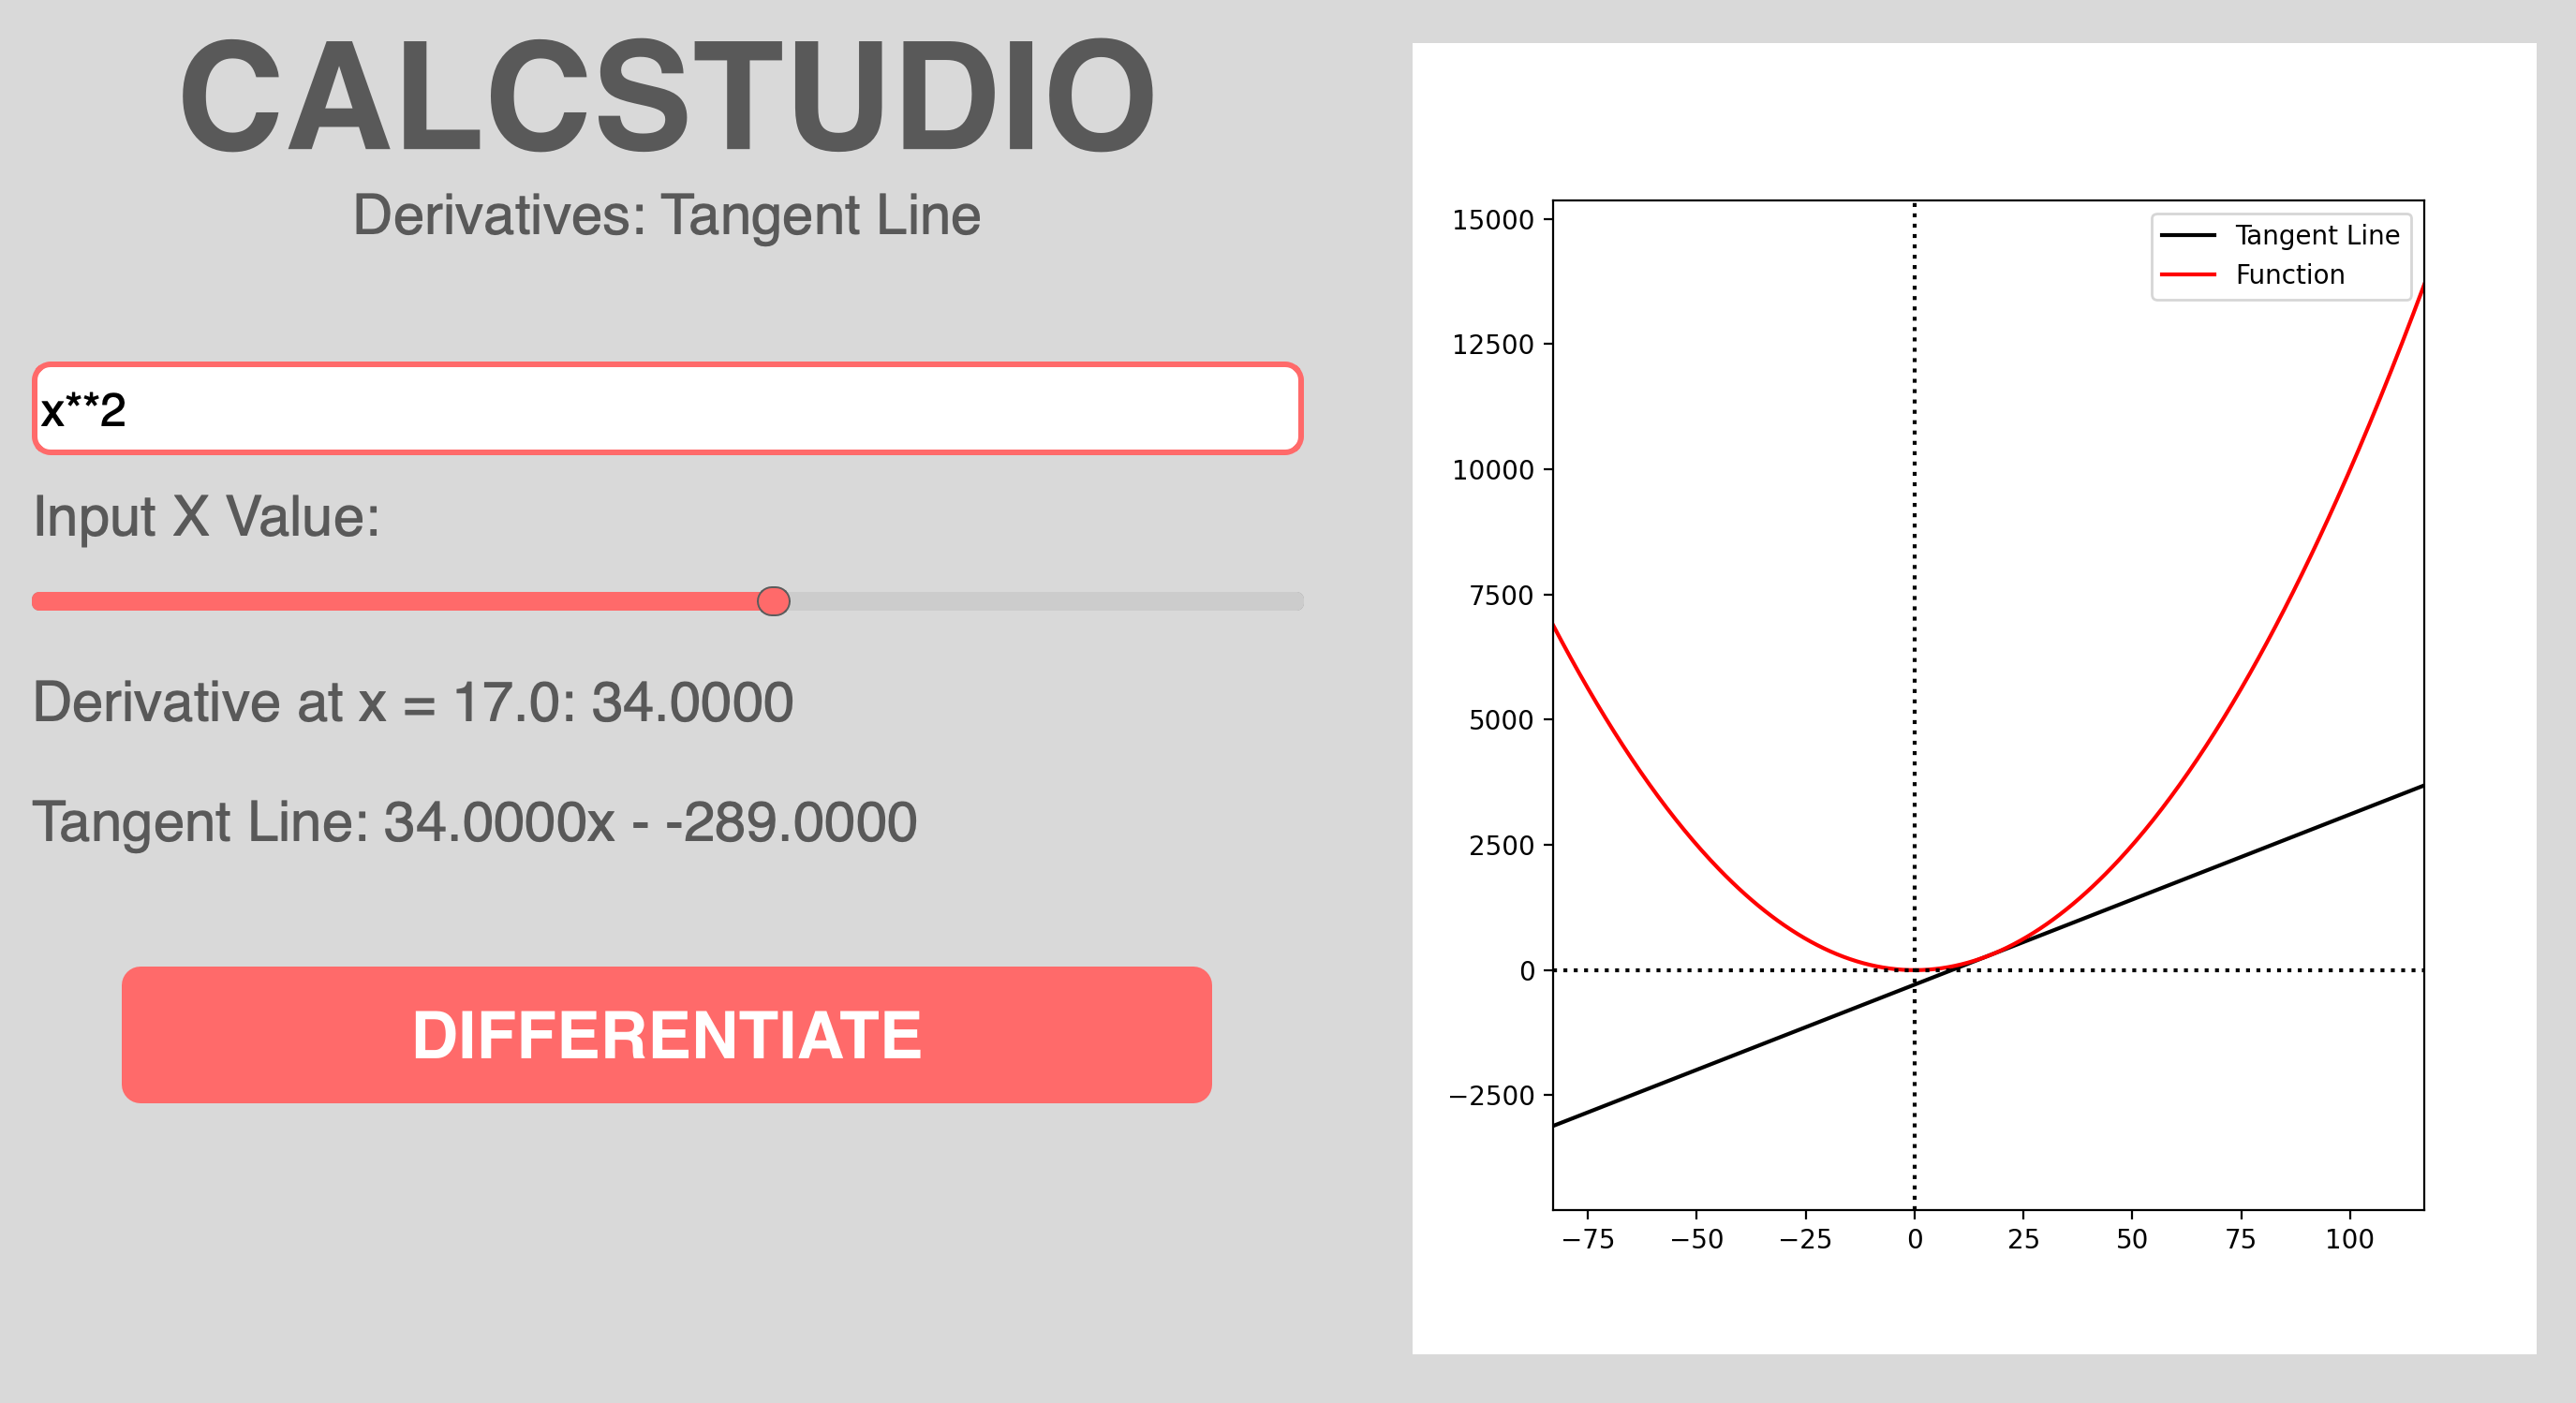 CALCSTUDIO
Derivatives: Tangent Line
x**2
Input X Value:
Derivative at x = 17.0: 34.0000
Tangent Line: 34.0000x - -289.0000
DIFFERENTIATE
Tangent Line
Function
15000
12500
10000
7500
5000
2500
0
−2500
−75 −50 −25 0 25 50 75 100